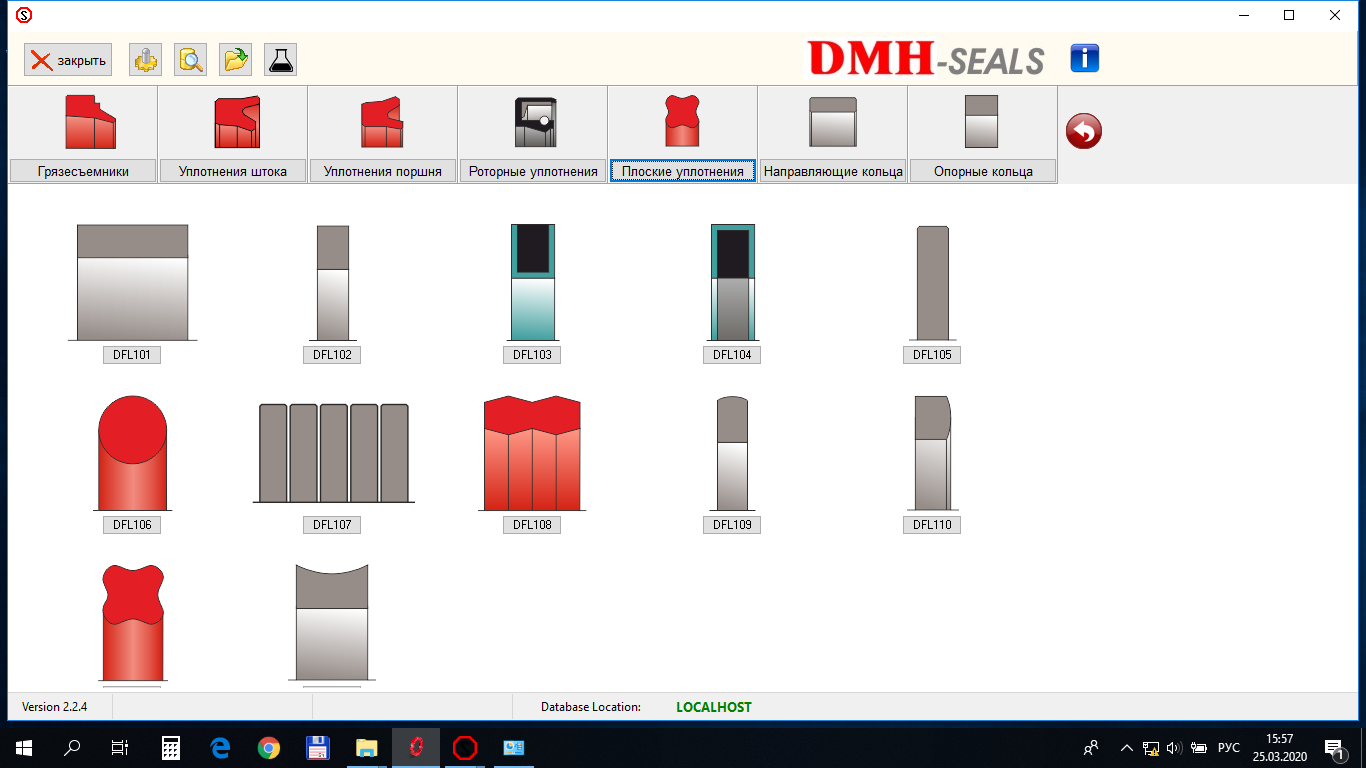 закрыть
DMH-SEALS
Грязесъемники
Уплотнения штока
Уплотнения поршня
Роторные уплотнения
Плоские уплотнения
Направляющие кольца
Опорные кольца
DFL101
DFL102
DFL103
DFL104
DFL105
DFL106
DFL107
DFL108
DFL109
DFL110
Version 2.2.4
Database Location:
LOCALHOST
РУС
15:57
25.03.2020
1